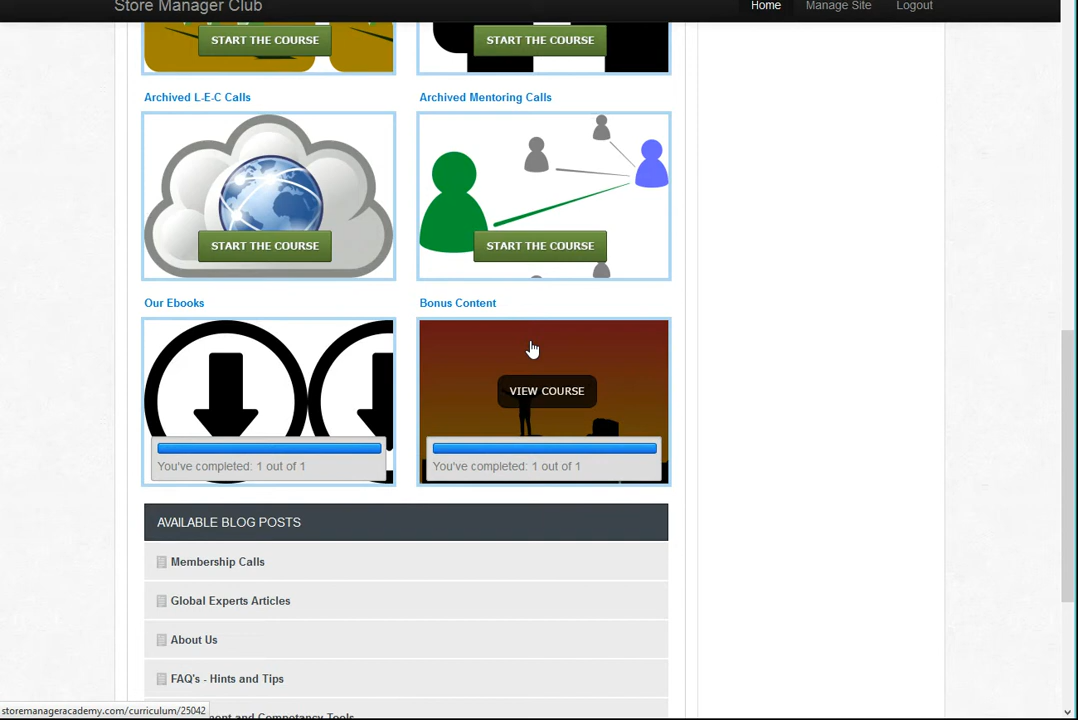 Store Manager Club
Home
Manage Site
Logout
START THE COURSE
START THE COURSE
Archived L-E-C Calls
Archived Mentoring Calls
START THE COURSE
START THE COURSE
Our Ebooks
Bonus Content
VIEW COURSE
You've completed: 1 out of 1
You've completed: 1 out of 1
AVAILABLE BLOG POSTS
Membership Calls
Global Experts Articles
About Us
FAQ's - Hints and Tips
and Competancy Tools
storemanageracademy.com/curriculum/25042